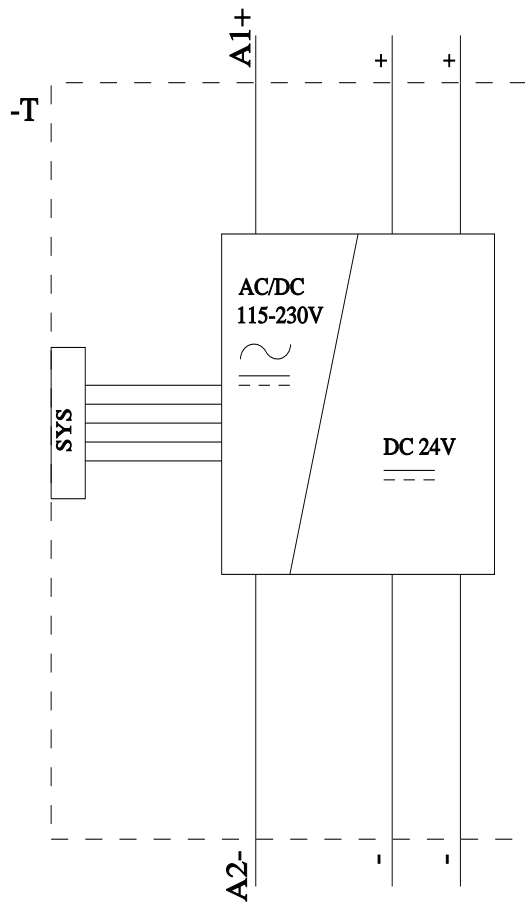 A1+
+
+
-T
AC/DC
115-230V
SYS
DC 24V
A2-
-
-